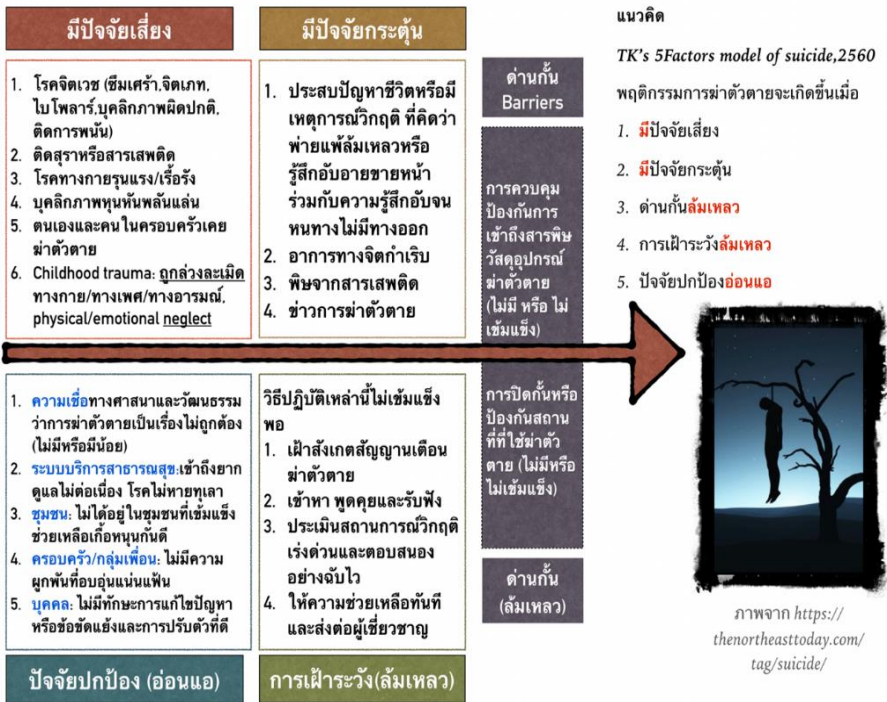 มีปัจจัยเสี่ยง
1. โรคจิตเวช (ซึมเศร้า,จิตเภท,
ไบโพลาร์,บุคลิกภาพผิดปกติ,
ติดการพนัน)
2. ติดสุราหรือสารเสพติด
3. โรคทางกายรุนแรง/เรื้อรัง
4. บุคลิกภาพหุนหันพลันแล่น
5. ตนเองและคนในครอบครัวเคย
ฆ่าตัวตาย
6. Childhood trauma: ถูกล่วงละเมิด
ทางกาย/ทางเพศ/ทางอารมณ์,
physical/emotional neglect
มีปัจจัยกระตุ้น
1. ประสบปัญหาชีวิตหรือมี
เหตุการณ์วิกฤติ ที่คิดว่า
พ่ายแพ้ล้มเหลวหรือ
รู้สึกอับอายขายหน้า
ร่วมกับความรู้สึกอับจน
หนทางไม่มีทางออก
2. อาการทางจิตกำเริบ
3. พิษจากสารเสพติด
4. ข่าวการฆ่าตัวตาย
ด่านกั้น
Barriers
การควบคุม
ป้องกันการ
เข้าถึงสารพิษ
วัสดุอุปกรณ์
ฆ่าตัวตาย
(ไม่มี หรือ ไม่
เข้มแข็ง)
การปิดกั้นหรือ
ป้องกันสถาน
ที่ที่ใช้ฆ่าตัว
ตาย (ไม่มีหรือ
ไม่เข้มแข็ง)
ด่านกั้น
(ล้มเหลว)
1. ความเชื่อทางศาสนาและวัฒนธรรม
ว่าการฆ่าตัวตายเป็นเรื่องไม่ถูกต้อง
(ไม่มีหรือมีน้อย)
2. ระบบบริการสาธารณสุข:เข้าถึงยาก
ดูแลไม่ต่อเนื่อง โรคไม่หายทุเลา
3. ชุมชน: ไม่ได้อยู่ในชุมชนที่เข้มแข็ง
ช่วยเหลือเกื้อหนุนกันดี
4. ครอบครัว/กลุ่มเพื่อน: ไม่มีความ
ผูกพันที่อบอุ่นแน่นแฟ้น
5. บุคคล: ไม่มีทักษะการแก้ไขปัญหา
หรือข้อขัดแย้งและการปรับตัวที่ดี
ปัจจัยปกป้อง (อ่อนแอ)
วิธีปฏิบัติเหล่านี้ไม่เข้มแข็ง
พอ
1. เฝ้าสังเกตสัญญานเตือน
ฆ่าตัวตาย
2. เข้าหา พูดคุยและรับฟัง
3. ประเมินสถานการณ์วิกฤติ
เร่งด่วนและตอบสนอง
อย่างฉับไว
4. ให้ความช่วยเหลือทันที
และส่งต่อผู้เชี่ยวชาญ
การเฝ้าระวัง(ล้มเหลว)
แนวคิด
TK's 5Factors model of suicide,2560
พฤติกรรมการฆ่าตัวตายจะเกิดขึ้นเมื่อ
1. มีปัจจัยเสี่ยง
2. มีปัจจัยกระตุ้น
3. ด่านกั้นล้มเหลว
4. การเฝ้าระวังล้มเหลว
5. ปัจจัยปกป้องอ่อนแอ
ภาพจาก https://
thenortheasttoday.com/
tag/suicide/